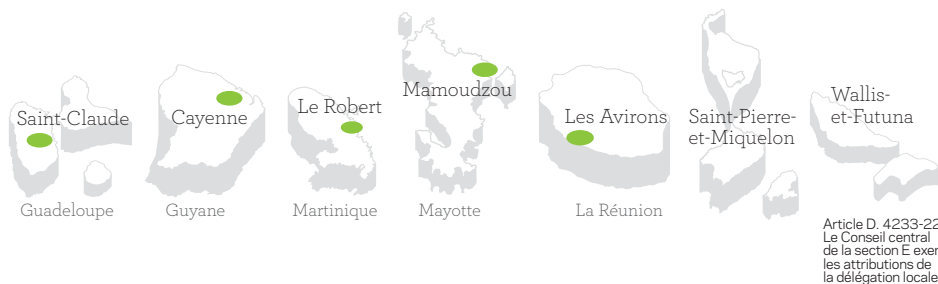 Saint-Claude
Guadeloupe
Cayenne
Guyane
Le Robert
Martinique
Mamoudzou
Mayotte
Les Avirons
La Réunion
Saint-Pierre-
et-Miquelon
Wallis-
et-Futuna
Article D. 4233-22
Le Conseil central
de la section E exer
les attributions de
la délégation locale